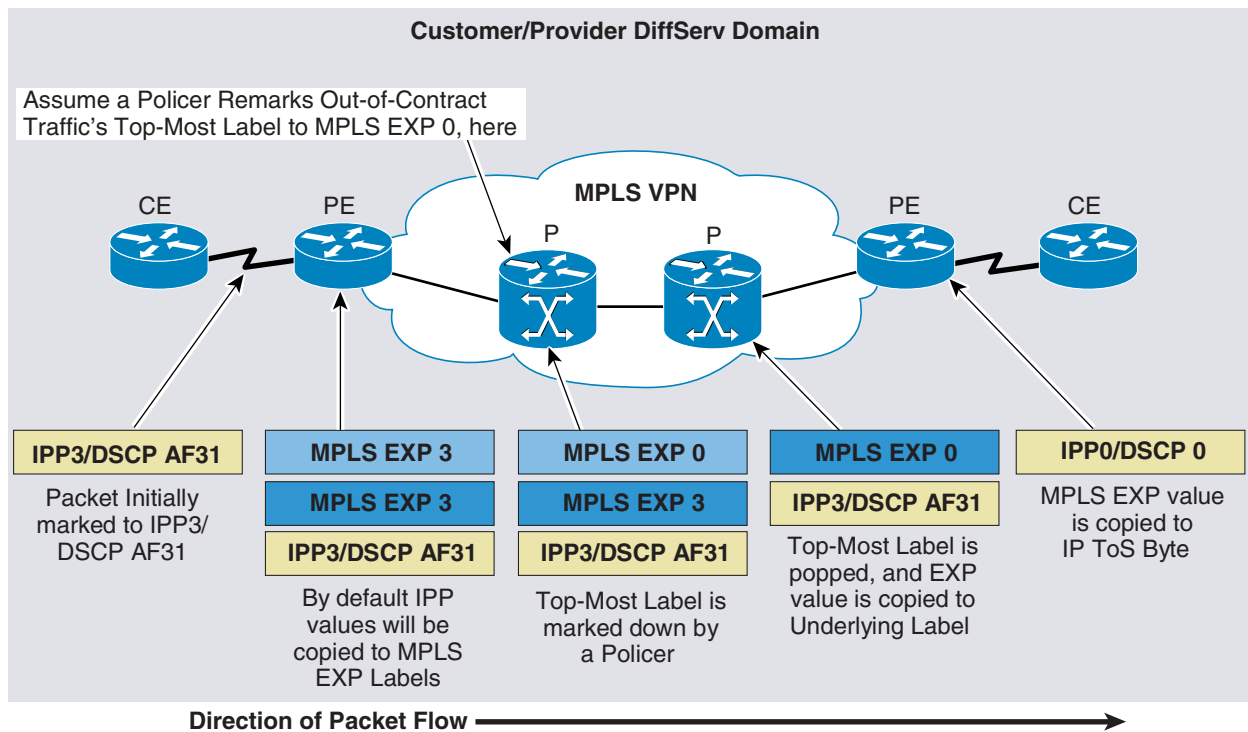 Customer/Provider DiffServ Domain
Assume a Policer Remarks Out-of-Contract
Traffic's Top-Most Label to MPLS EXP 0, here
MPLS VPN
CE
PE
P
P
PE
CE
IPP3/DSCP AF31
Packet Initially
marked to IPP3/
DSCP AF31
MPLS EXP 3
MPLS EXP 3
IPP3/DSCP AF31
By default IPP
values will be
copied to MPLS
EXP Labels
MPLS EXP 0
MPLS EXP 3
IPP3/DSCP AF31
Top-Most Label is
marked down by
a Policer
MPLS EXP 0
IPP3/DSCP AF31
Top-Most Label is
popped, and EXP
value is copied to
Underlying Label
IPP0/DSCP 0
MPLS EXP value
is copied to
IP ToS Byte
Direction of Packet Flow